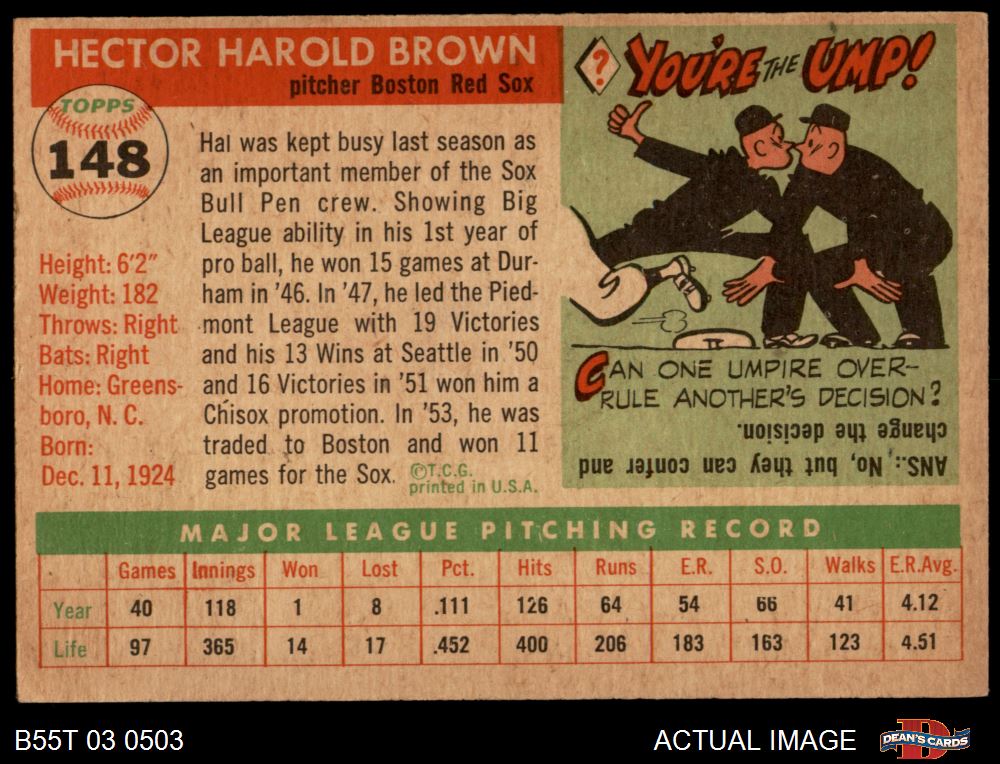 HECTOR HAROLD BROWN
pitcher Boston Red Sox
TOPPS
148
Height: 6'2"
Weight: 182
Throws: Right
Bats: Right
Home: Greens-
boro, N. C.
Born:
Dec. 11, 1924
Hal was kept busy last season as
an important member of the Sox
Bull Pen crew. Showing Big
League ability in his 1st year of
pro ball, he won 15 games at Dur-
ham in '46. In '47, he led the Pied-
mont League with 19 Victories
and his 13 Wins at Seattle in '50
and 16 Victories in '51 won him a
Chisox promotion. In '53, he was
traded to Boston and won 11
games for the Sox.
©T.C.G.
printed in U.S.A.
? YOU'RE THE UMP!
II
CAN ONE UMPIRE OVER-
RULE ANOTHER'S DECISION?
ANS.: No, but they can confer and
change the decision.
MAJOR LEAGUE PITCHING RECORD
Games Innings Won Lost Pct. Hits Runs E.R. S.O. Walks E.R.Avg.
Year 40 118 1 8 .111 126 64 54 66 41 4.12
Life 97 365 14 17 .452 400 206 183 163 123 4.51
B55T 03 0503
ACTUAL IMAGE
D
DEAN'S CARDS